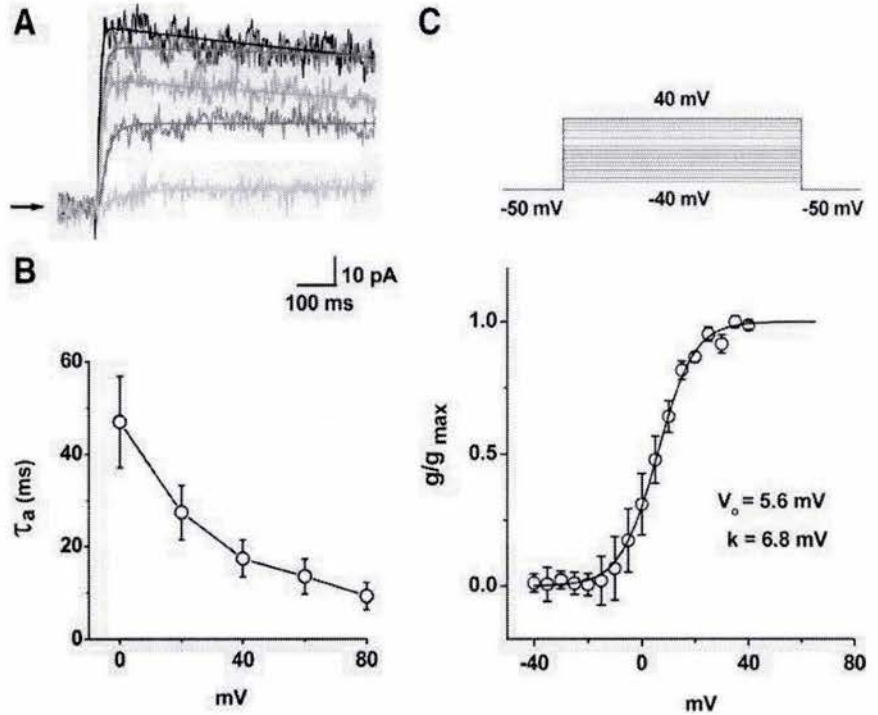 A
10 pA
100 ms
B
60
40
20
0
τa (ms)
0
40
80
mV
C
40 mV
-50 mV
-40 mV
-50 mV
1.0
0.5
0.0
g/g max
Vo = 5.6 mV
k = 6.8 mV
-40
0
40
80
mV